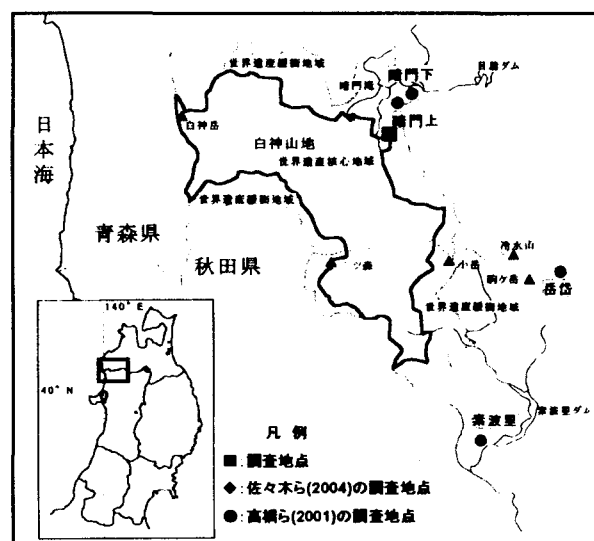 世界遺産緩衝地域
暗門滝
暗門下
目屋ダム
暗門上
白神岳
白神山地
世界遺産核心地域
日本海
世界遺産緩衝地域
青森県
秋田県
冷水山
二ツ森
小岳
駒ケ岳
岳岱
世界遺産緩衝地域
140° E
40° N
素波里ダム
素波里
凡 例
■:調査地点
◆:佐々木ら(2004)の調査地点
●:高橋ら(2001)の調査地点